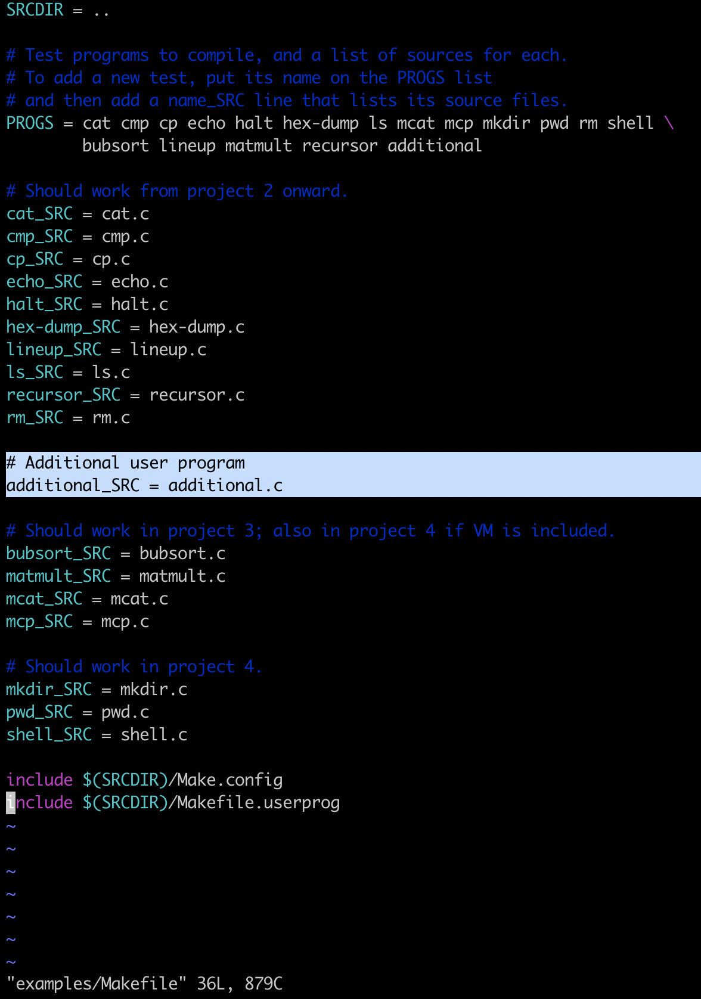 SRCDIR = ..
# Test programs to compile, and a list of sources for each.
# To add a new test, put its name on the PROGS list
# and then add a name_SRC line that lists its source files.
PROGS = cat cmp cp echo halt hex-dump ls mcat mcp mkdir pwd rm shell \
bubsort lineup matmult recursor additional
# Should work from project 2 onward.
cat_SRC = cat.c
cmp_SRC = cmp.c
cp_SRC = cp.c
echo_SRC = echo.c
halt_SRC = halt.c
hex-dump_SRC = hex-dump.c
lineup_SRC = lineup.c
ls_SRC = ls.c
recursor_SRC = recursor.c
rm_SRC = rm.c
# Additional user program
additional_SRC = additional.c
# Should work in project 3; also in project 4 if VM is included.
bubsort_SRC = bubsort.c
matmult_SRC = matmult.c
mcat_SRC = mcat.c
mcp_SRC = mcp.c
# Should work in project 4.
mkdir_SRC = mkdir.c
pwd_SRC = pwd.c
shell_SRC = shell.c
include $(SRCDIR)/Make.config
include $(SRCDIR)/Makefile.userprog
~
~
~
~
~
~
~
"examples/Makefile" 36L, 879C